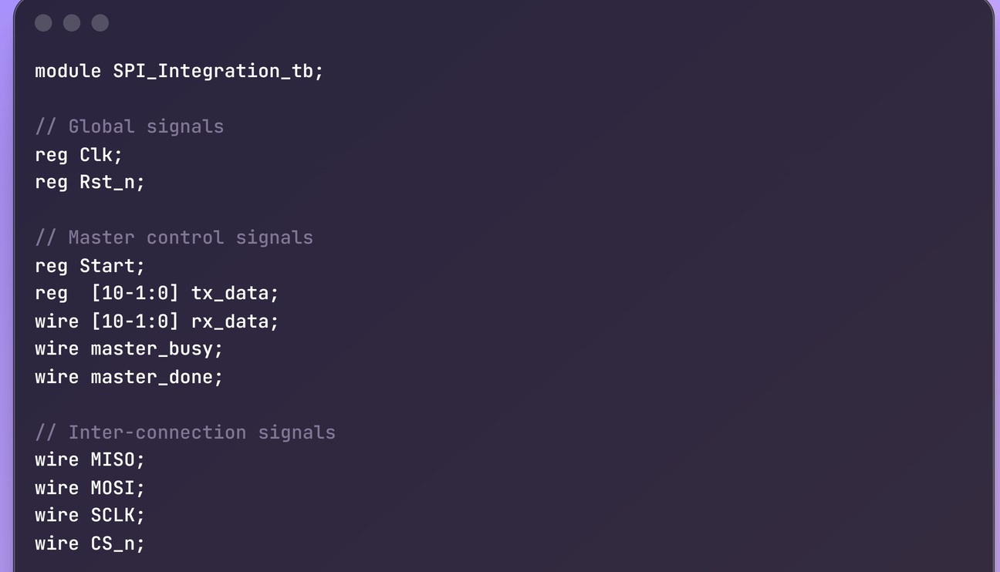 module SPI_Integration_tb;
// Global signals
reg Clk;
reg Rst_n;
// Master control signals
reg Start;
reg  [10-1:0] tx_data;
wire [10-1:0] rx_data;
wire master_busy;
wire master_done;
// Inter-connection signals
wire MISO;
wire MOSI;
wire SCLK;
wire CS_n;